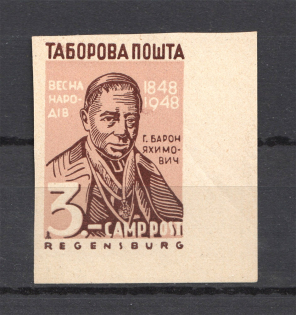 ТАБОРОВА ПОШТА
ВЕСНА
НАРО-
ДІВ
1848
1948
Г. БАРОН
ЯХИМО-
ВИЧ
3.– CAMP POST
REGENSBURG